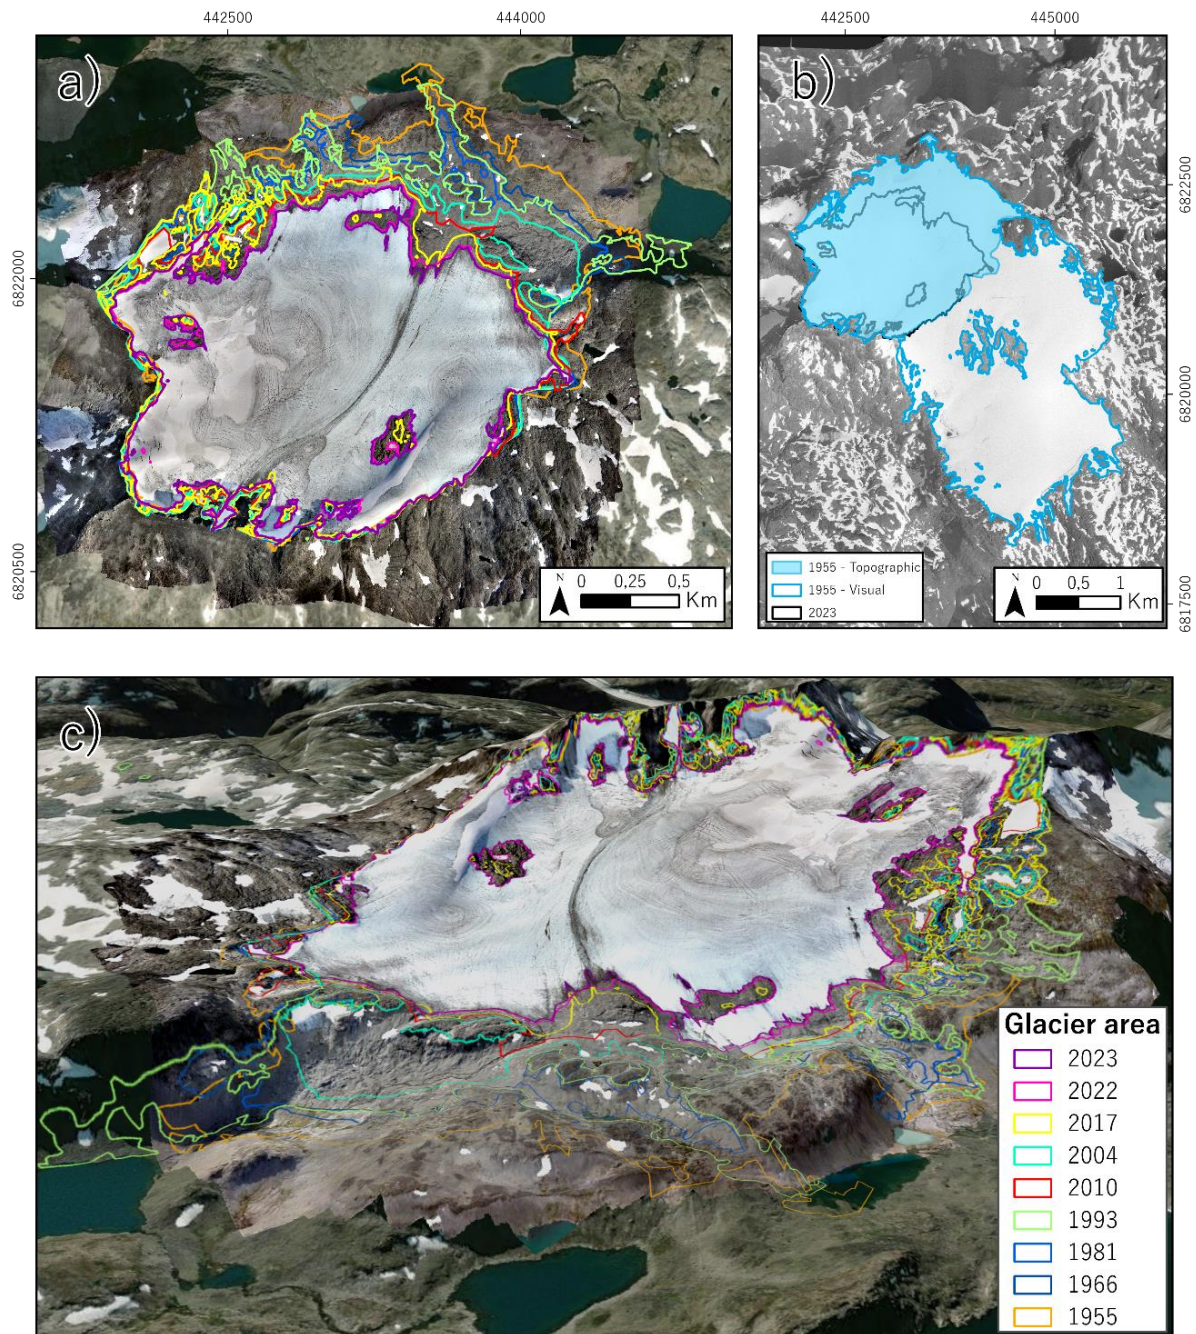 442500 444000 442500 445000
a)
b)
6822500
6822000
6820000
6820500
6817500
N 0 0,25 0,5
Km
1955 - Topographic
1955 - Visual
2023
N 0 0,5 1
Km
c)
Glacier area
2023
2022
2017
2004
2010
1993
1981
1966
1955